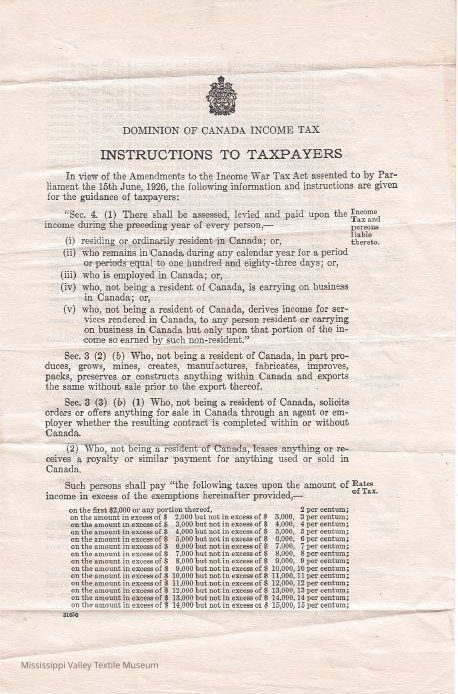 DOMINION OF CANADA INCOME TAX
INSTRUCTIONS TO TAXPAYERS
In view of the Amendments to the Income War Tax Act assented to by Par-
liament the 15th June, 1926, the following information and instructions are given
for the guidance of taxpayers:
"Sec. 4. (1) There shall be assessed, levied and paid upon the
income during the preceding year of every person,—
Income
Tax and
persons
liable
thereto.
(i) residing or ordinarily resident in Canada; or,
(ii) who remains in Canada during any calendar year for a period
or periods equal to one hundred and eighty-three days; or,
(iii) who is employed in Canada; or,
(iv) who, not being a resident of Canada, is carrying on business
in Canada; or,
(v) who, not being a resident of Canada, derives income for ser-
vices rendered in Canada, to any person resident or carrying
on business in Canada but only upon that portion of the in-
come so earned by such non-resident."
Sec. 3 (2) (b) Who, not being a resident of Canada, in part pro-
duces, grows, mines, creates, manufactures, fabricates, improves,
packs, preserves or constructs anything within Canada and exports
the same without sale prior to the export thereof.
Sec. 3 (3) (b) (1) Who, not being a resident of Canada, solicits
orders or offers anything for sale in Canada through an agent or em-
ployer whether the resulting contract is completed within or without
Canada.
(2) Who, not being a resident of Canada, leases anything or re-
ceives a royalty or similar payment for anything used or sold in
Canada.
Such persons shall pay "the following taxes upon the amount of
income in excess of the exemptions hereinafter provided,—
Rates
of Tax.
on the first $2,000 or any portion thereof, 2 per centum;
on the amount in excess of $ 2,000 but not in excess of $ 3,000, 3 per centum;
on the amount in excess of $ 3,000 but not in excess of $ 4,000, 4 per centum;
on the amount in excess of $ 4,000 but not in excess of $ 5,000, 5 per centum;
on the amount in excess of $ 5,000 but not in excess of $ 6,000, 6 per centum;
on the amount in excess of $ 6,000 but not in excess of $ 7,000, 7 per centum;
on the amount in excess of $ 7,000 but not in excess of $ 8,000, 8 per centum;
on the amount in excess of $ 8,000 but not in excess of $ 9,000, 9 per centum;
on the amount in excess of $ 9,000 but not in excess of $ 10,000, 10 per centum;
on the amount in excess of $ 10,000 but not in excess of $ 11,000, 11 per centum;
on the amount in excess of $ 11,000 but not in excess of $ 12,000, 12 per centum;
on the amount in excess of $ 12,000 but not in excess of $ 13,000, 13 per centum;
on the amount in excess of $ 13,000 but not in excess of $ 14,000, 14 per centum;
on the amount in excess of $ 14,000 but not in excess of $ 15,000, 15 per centum;
Mississippi Valley Textile Museum